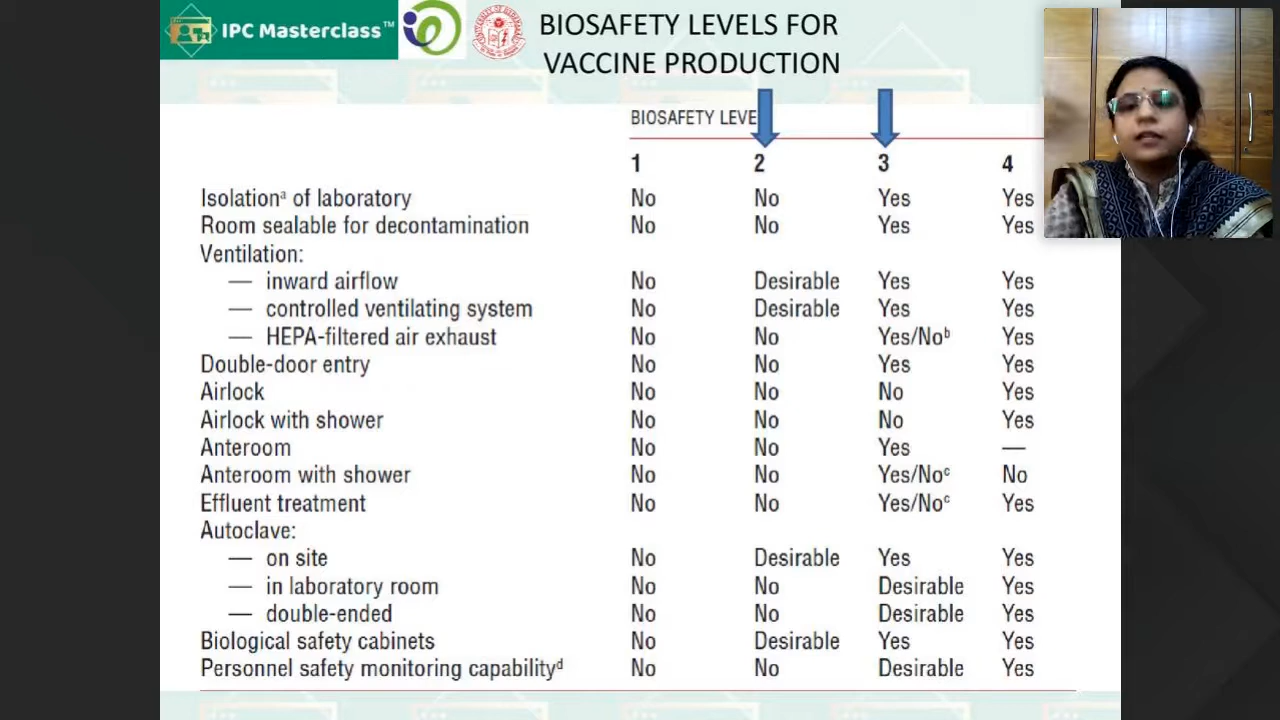 IPC Masterclass™
BIOSAFETY LEVELS FOR
VACCINE PRODUCTION
BIOSAFETY LEVE
1 2 3 4
Isolationᵃ of laboratory No No Yes Yes
Room sealable for decontamination No No Yes Yes
Ventilation:
— inward airflow No Desirable Yes Yes
— controlled ventilating system No Desirable Yes Yes
— HEPA-filtered air exhaust No No Yes/Noᵇ Yes
Double-door entry No No Yes Yes
Airlock No No No Yes
Airlock with shower No No No Yes
Anteroom No No Yes —
Anteroom with shower No No Yes/Noᶜ No
Effluent treatment No No Yes/Noᶜ Yes
Autoclave:
— on site No Desirable Yes Yes
— in laboratory room No No Desirable Yes
— double-ended No No Desirable Yes
Biological safety cabinets No Desirable Yes Yes
Personnel safety monitoring capabilityᵈ No No Desirable Yes